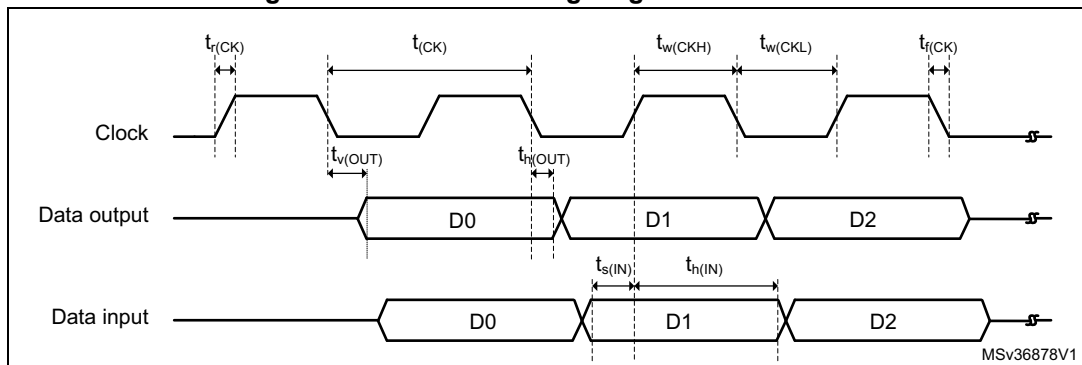 tr(CK) t(CK) tw(CKH) tw(CKL) tf(CK)
Clock
tv(OUT) th(OUT)
Data output D0 D1 D2
ts(IN) th(IN)
Data input D0 D1 D2
MSv36878V1